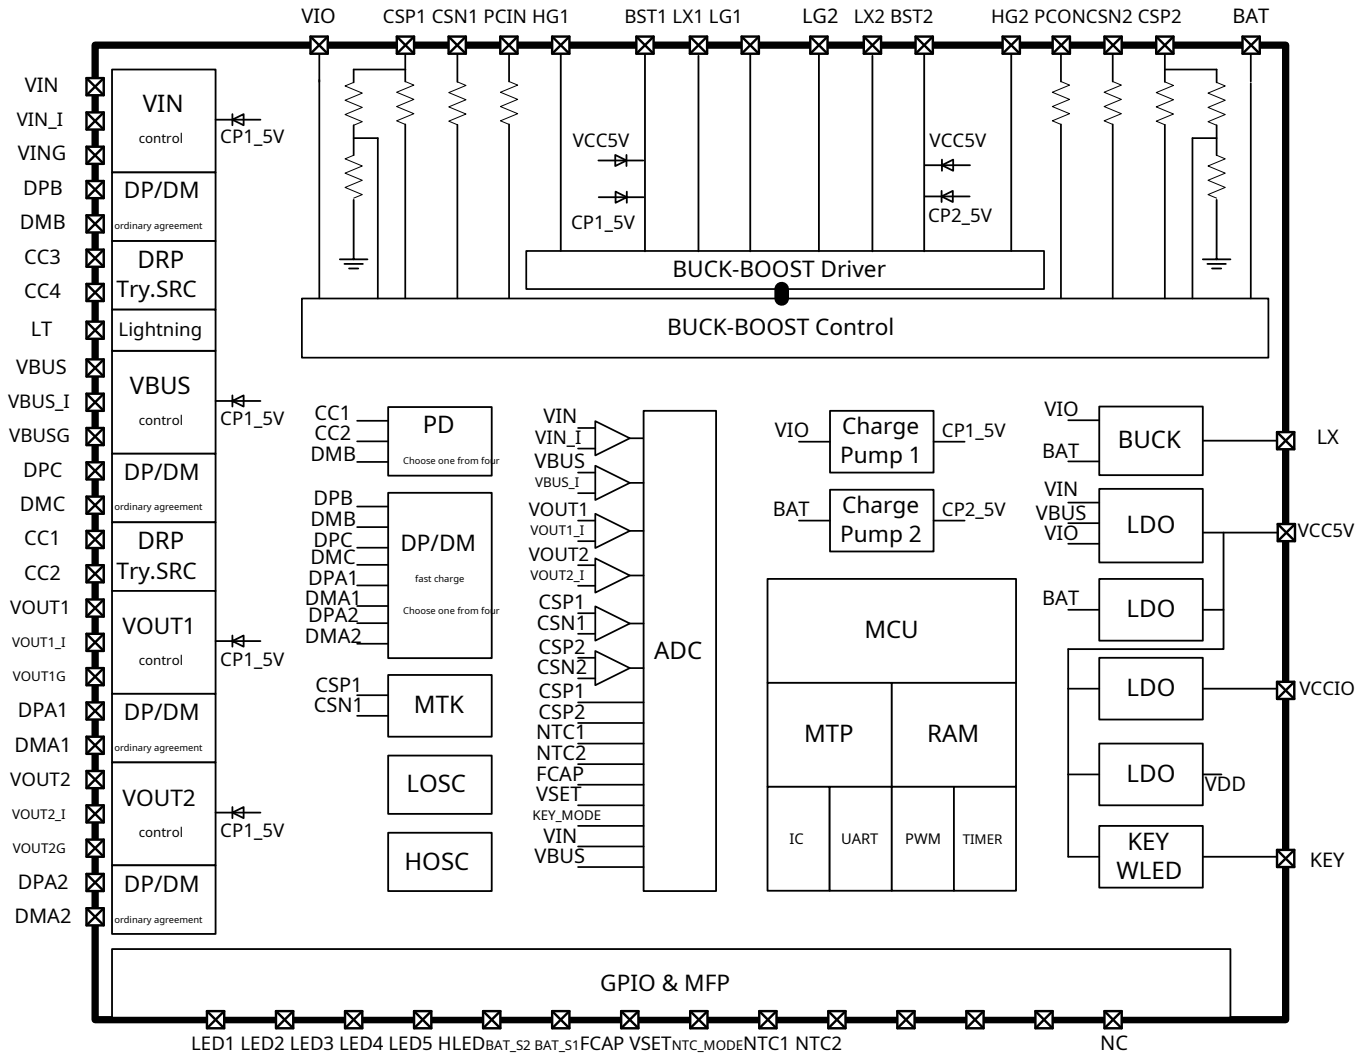 VIO CSP1 CSN1 PCIN HG1 BST1 LX1 LG1 LG2 LX2 BST2 HG2 PCONCSN2 CSP2 BAT
VIN
VIN_I
VING
DPB
DMB
CC3
CC4
LT
VBUS
VBUS_I
VBUSG
DPC
DMC
CC1
CC2
VOUT1
VOUT1_I
VOUT1G
DPA1
DMA1
VOUT2
VOUT2_I
VOUT2G
DPA2
DMA2
VIN
control
CP1_5V
DP/DM
ordinary agreement
DRP
Try.SRC
Lightning
VBUS
control
CP1_5V
DP/DM
ordinary agreement
DRP
Try.SRC
VOUT1
control
CP1_5V
DP/DM
ordinary agreement
VOUT2
control
CP1_5V
DP/DM
ordinary agreement
VCC5V
CP1_5V
VCC5V
CP2_5V
BUCK-BOOST Driver
BUCK-BOOST Control
CC1
CC2
DMB
PD
Choose one from four
DPB
DMB
DPC
DMC
DPA1
DMA1
DPA2
DMA2
DP/DM
fast charge
Choose one from four
CSP1
CSN1
MTK
LOSC
HOSC
VIN
VIN_I
VBUS
VBUS_I
VOUT1
VOUT1_I
VOUT2
VOUT2_I
CSP1
CSN1
CSP2
CSN2
CSP1
CSP2
NTC1
NTC2
FCAP
VSET
KEY_MODE
VIN
VBUS
ADC
VIO
Charge
Pump 1
CP1_5V
BAT
Charge
Pump 2
CP2_5V
MCU
MTP
RAM
IC
UART
PWM
TIMER
VIO
BAT
BUCK
LX
VIN
VBUS
VIO
LDO
VCC5V
BAT
LDO
LDO
VCCIO
LDO
VDD
KEY
WLED
KEY
GPIO & MFP
LED1 LED2 LED3 LED4 LED5 HLEDBAT_S2 BAT_S1FCAP VSETNTC_MODENTC1 NTC2 NC